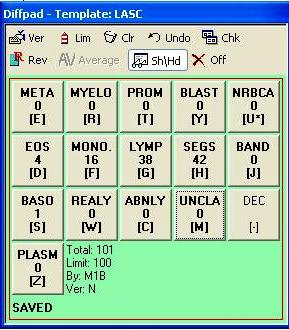 Diffpad - Template: LASC
Ver Lim Clr Undo Chk
Rev Average Sh\Hd Off
META MYELO PROM BLAST NRBCA
0 0 0 0 0
[E] [R] [T] [Y] [U*]
EOS MONO. LYMP SEGS BAND
4 16 38 42 0
[D] [F] [G] [H] [J]
BASO REALY ABNLY UNCLA DEC
1 0 0 0
[S] [W] [C] [M] [-]
PLASM
0
[Z]
Total: 101
Limit: 100
By: M1B
Ver: N
SAVED